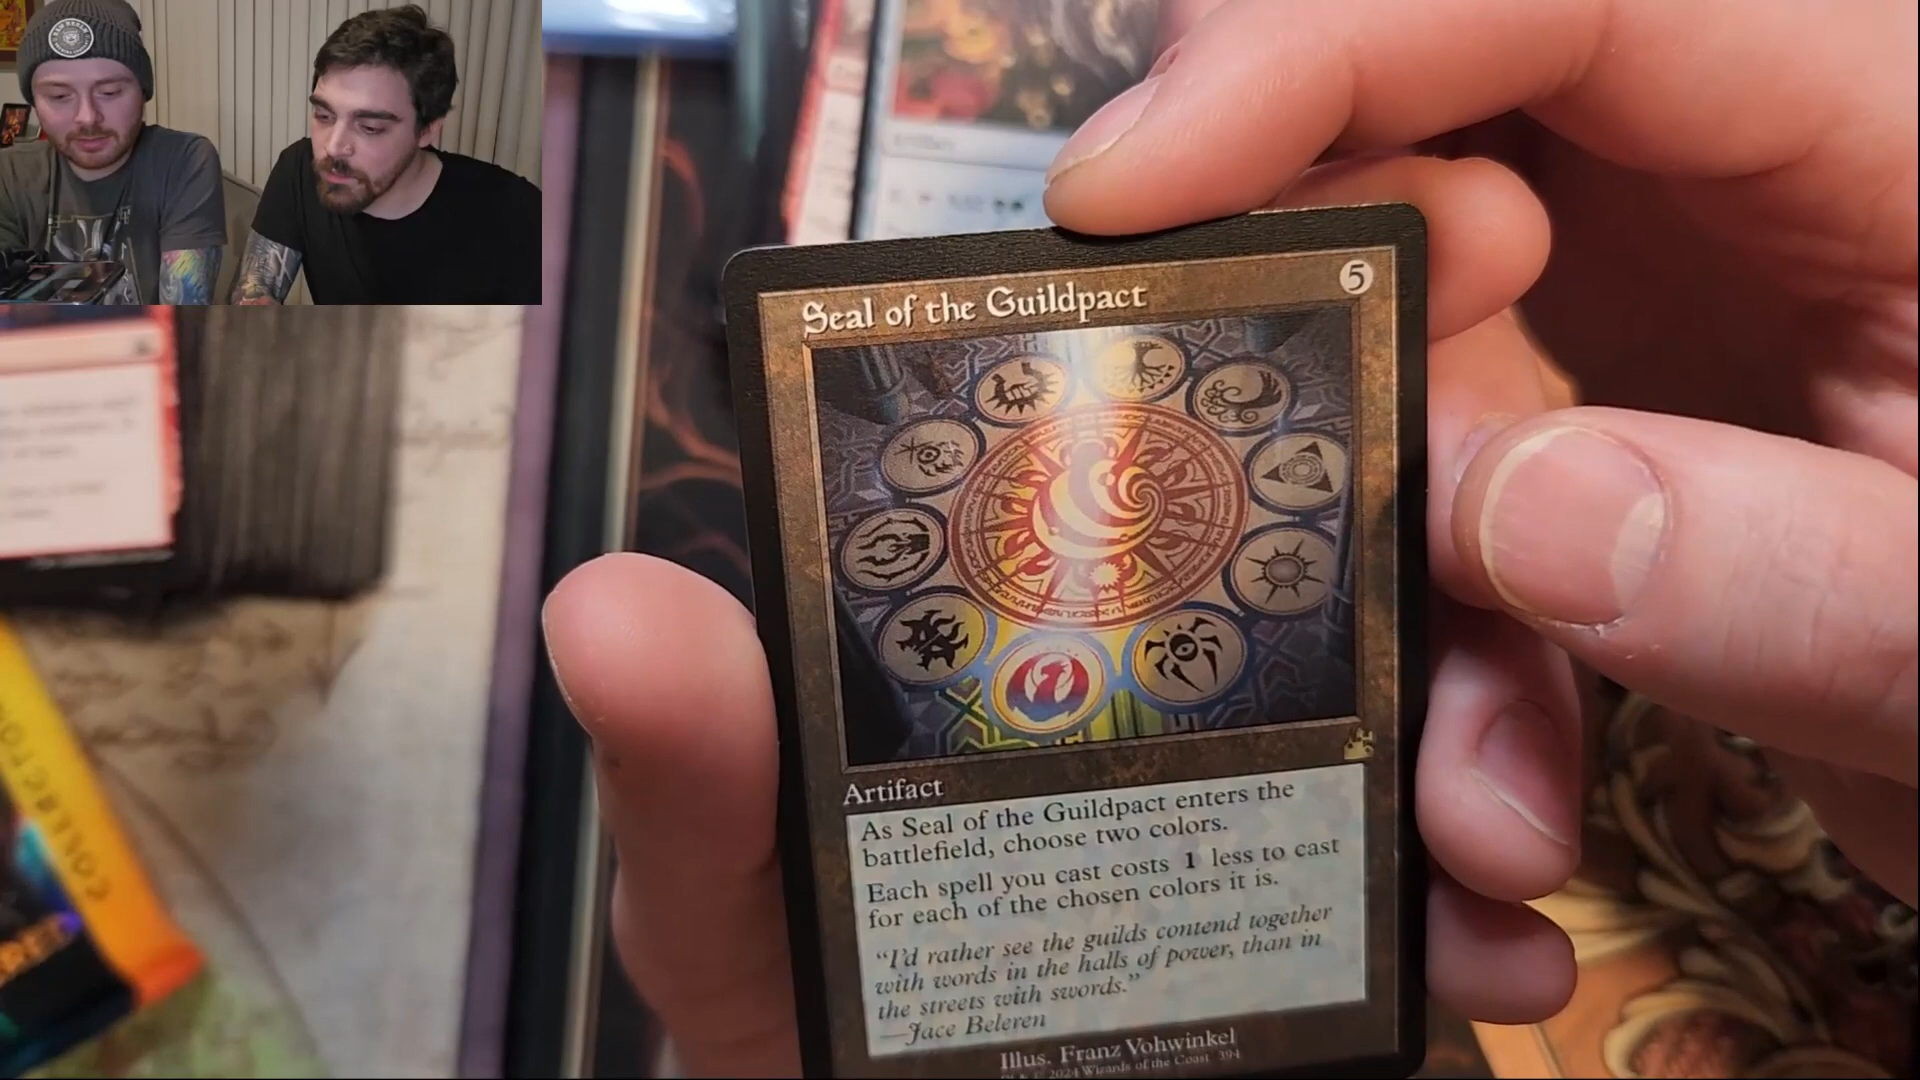 Seal of the Guildpact
5
Artifact
As Seal of the Guildpact enters the
battlefield, choose two colors.
Each spell you cast costs 1 less to cast
for each of the chosen colors it is.
“I’d rather see the guilds contend together
with words in the halls of power, than in
the streets with swords.”
—Jace Beleren
Illus. Franz Vohwinkel
2024 Wizards of the Coast 394
Artifact
COLLECTOR